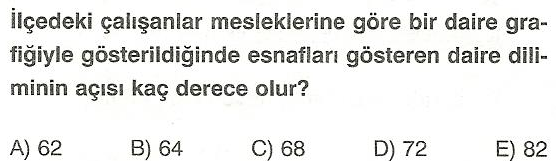 İlçedeki çalışanlar mesleklerine göre bir daire gra-
fiğiyle gösterildiğinde esnafları gösteren daire dili-
minin açısı kaç derece olur?
A) 62 B) 64 C) 68 D) 72 E) 82